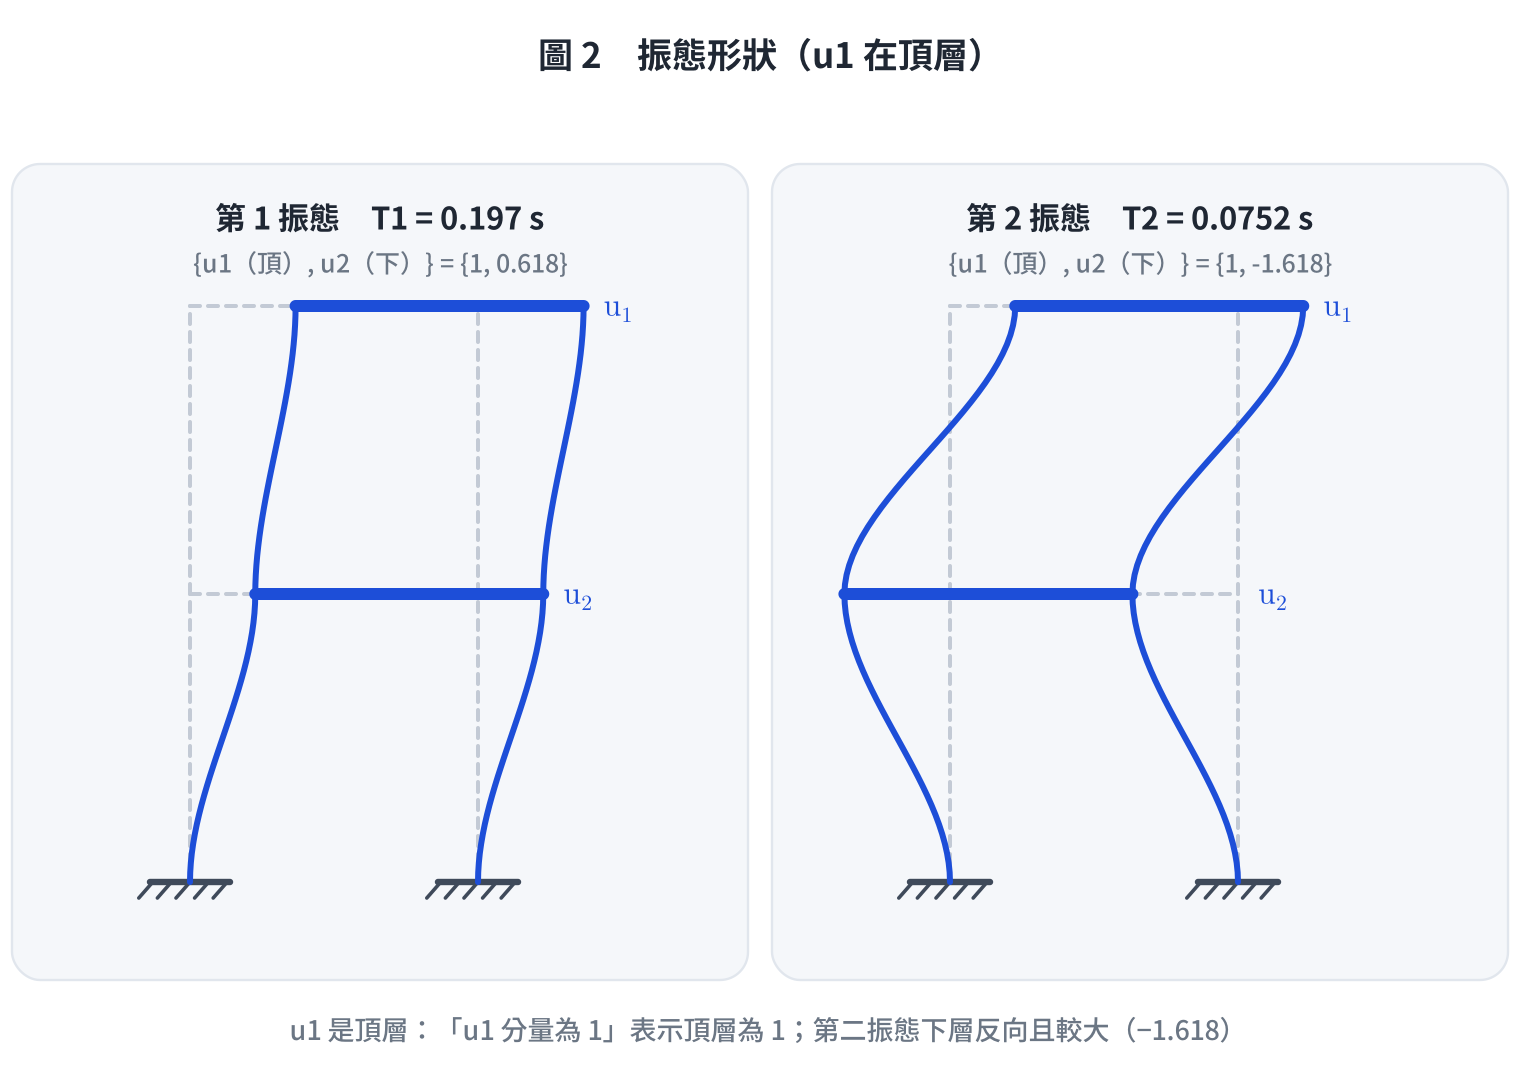 圖 2　振態形狀（u1 在頂層）
第 1 振態　T1 = 0.197 s
{u1（頂）, u2（下）} = {1, 0.618}
u₁
u₂
第 2 振態　T2 = 0.0752 s
{u1（頂）, u2（下）} = {1, -1.618}
u₁
u₂
u1 是頂層：「u1 分量為 1」表示頂層為 1；第二振態下層反向且較大（−1.618）